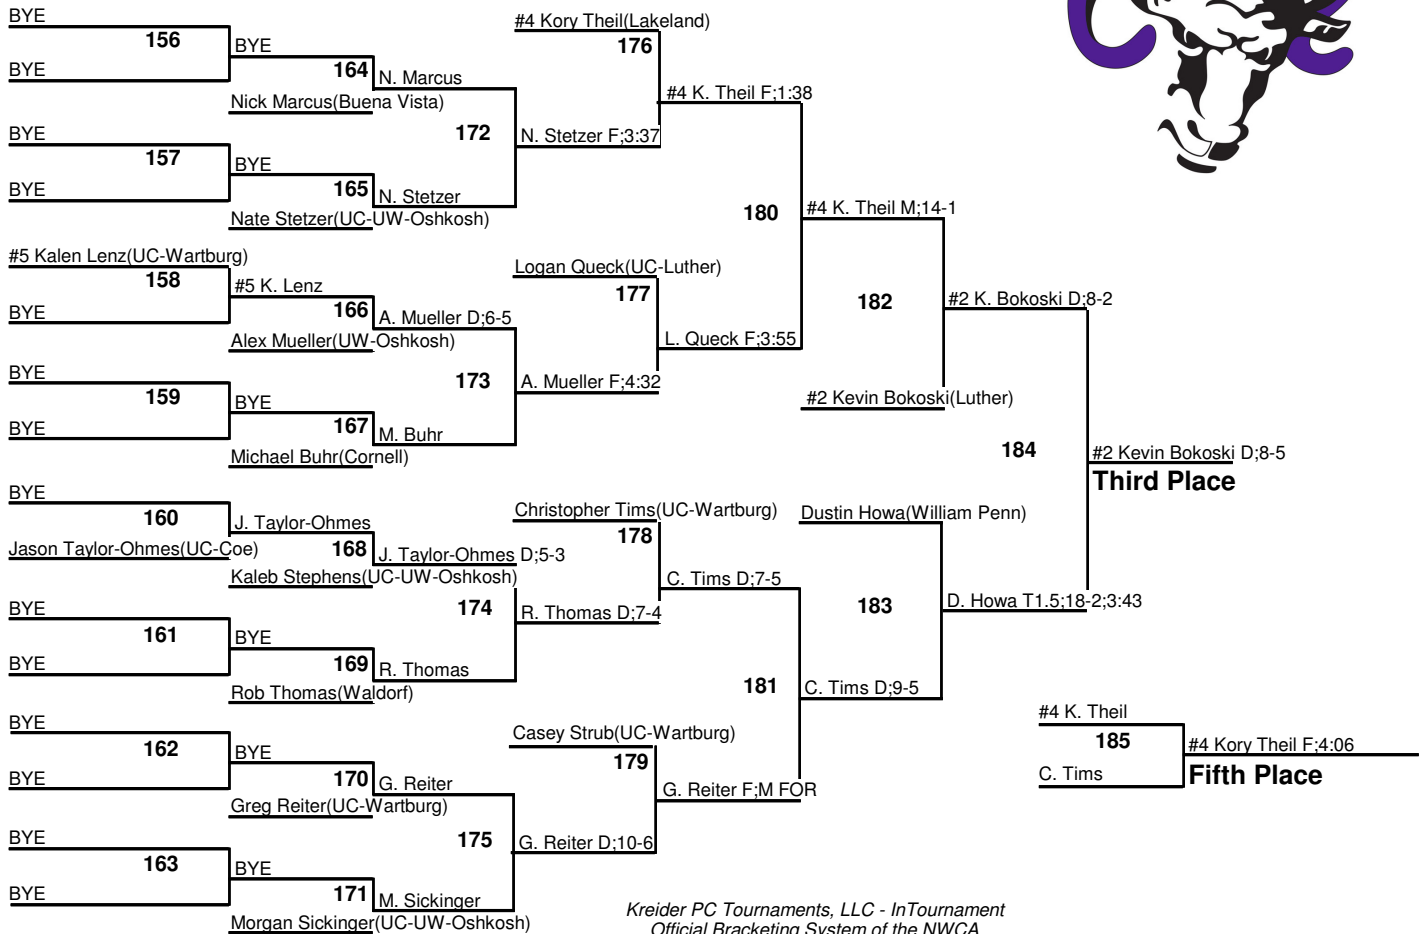 BYE
156
BYE
BYE
164
N. Marcus
Nick Marcus(Buena Vista)
BYE
157
BYE
BYE
165
N. Stetzer
Nate Stetzer(UC-UW-Oshkosh)
172
N. Stetzer F;3:37
#4 Kory Theil(Lakeland)
176
#4 K. Theil F;1:38
#5 Kalen Lenz(UC-Wartburg)
158
BYE
#5 K. Lenz
166
A. Mueller D;6-5
Alex Mueller(UW-Oshkosh)
BYE
159
BYE
BYE
167
M. Buhr
Michael Buhr(Cornell)
173
A. Mueller F;4:32
Logan Queck(UC-Luther)
177
L. Queck F;3:55
180
#4 K. Theil M;14-1
182
#2 K. Bokoski D;8-2
#2 Kevin Bokoski(Luther)
BYE
160
Jason Taylor-Ohmes(UC-Coe)
J. Taylor-Ohmes
168
J. Taylor-Ohmes D;5-3
Kaleb Stephens(UC-UW-Oshkosh)
BYE
161
BYE
BYE
169
R. Thomas
Rob Thomas(Waldorf)
174
R. Thomas D;7-4
Christopher Tims(UC-Wartburg)
178
C. Tims D;7-5
BYE
162
BYE
BYE
170
G. Reiter
Greg Reiter(UC-Wartburg)
BYE
163
BYE
BYE
171
M. Sickinger
Morgan Sickinger(UC-UW-Oshkosh)
175
G. Reiter D;10-6
Casey Strub(UC-Wartburg)
179
G. Reiter F;M FOR
181
C. Tims D;9-5
Dustin Howa(William Penn)
183
D. Howa T1.5;18-2;3:43
184
#2 Kevin Bokoski D;8-5
Third Place
#4 K. Theil
185
C. Tims
#4 Kory Theil F;4:06
Fifth Place
Kreider PC Tournaments, LLC - InTournament
Official Bracketing System of the NWCA